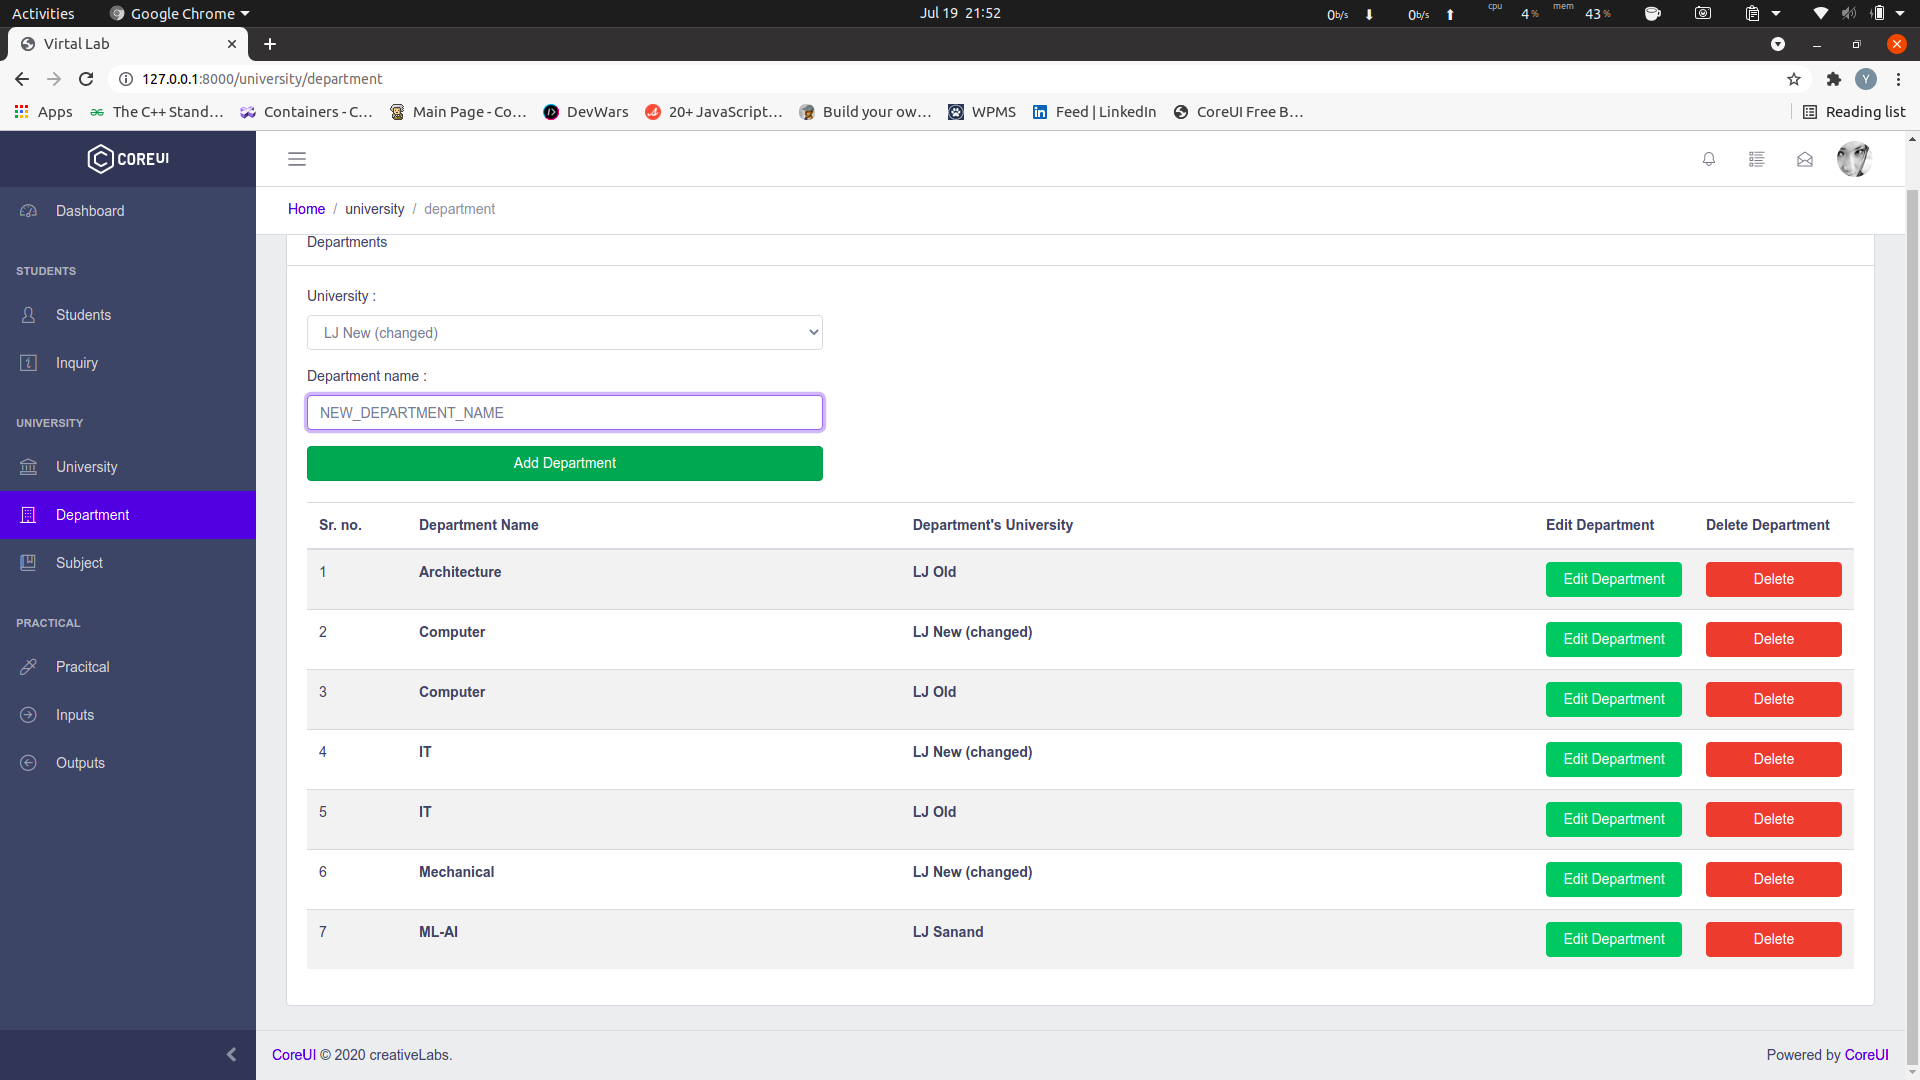 Activities Google Chrome Jul 19 21:52 0b/s 0b/s cpu 4% mem 43%
Virtal Lab
127.0.0.1:8000/university/department
Apps The C++ Stand… Containers - C… Main Page - Co… DevWars 20+ JavaScript… Build your ow… WPMS Feed | LinkedIn CoreUI Free B… Reading list
COREUI
Home / university / department
Dashboard
STUDENTS
Students
Inquiry
UNIVERSITY
University
Department
Subject
PRACTICAL
Pracitcal
Inputs
Outputs
Departments
University :
LJ New (changed)
Department name :
NEW_DEPARTMENT_NAME
Add Department
Sr. no. Department Name Department's University Edit Department Delete Department
1 Architecture LJ Old Edit Department Delete
2 Computer LJ New (changed) Edit Department Delete
3 Computer LJ Old Edit Department Delete
4 IT LJ New (changed) Edit Department Delete
5 IT LJ Old Edit Department Delete
6 Mechanical LJ New (changed) Edit Department Delete
7 ML-AI LJ Sanand Edit Department Delete
CoreUI © 2020 creativeLabs. Powered by CoreUI